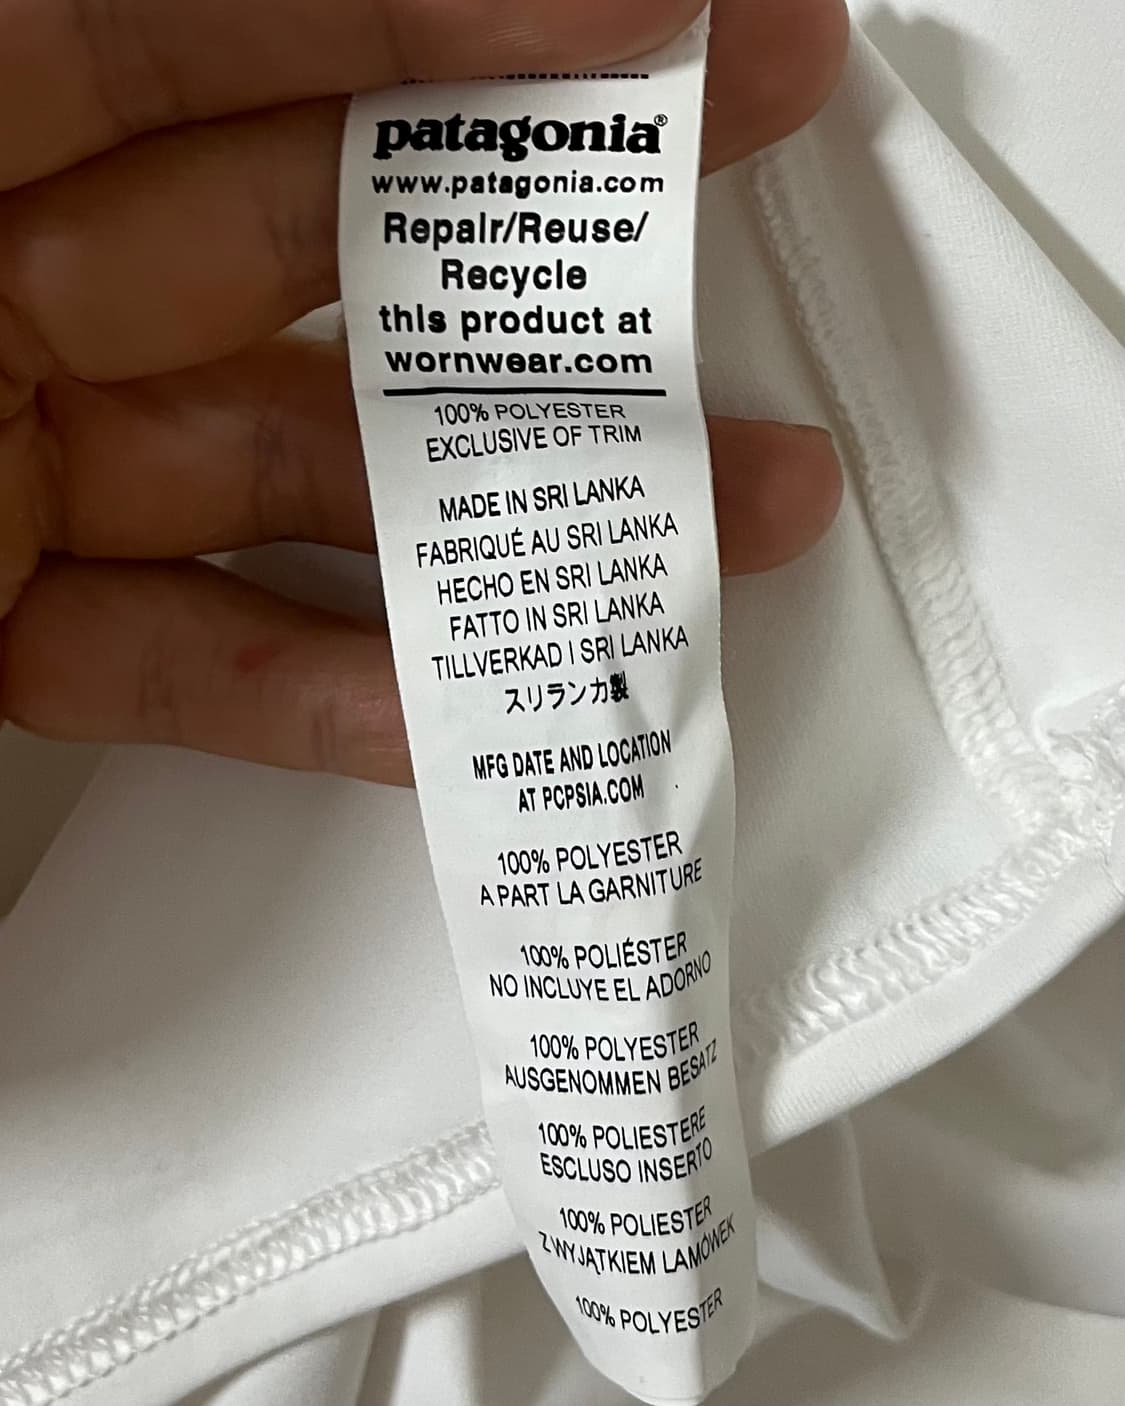 patagonia®
www.patagonia.com
Repair/Reuse/
Recycle
this product at
wornwear.com
100% POLYESTER
EXCLUSIVE OF TRIM
MADE IN SRI LANKA
FABRIQUÉ AU SRI LANKA
HECHO EN SRI LANKA
FATTO IN SRI LANKA
TILLVERKAD I SRI LANKA
スリランカ製
MFG DATE AND LOCATION
AT PCPSIA.COM
100% POLYESTER
A PART LA GARNITURE
100% POLIÉSTER
NO INCLUYE EL ADORNO
100% POLYESTER
AUSGENOMMEN BESATZ
100% POLIESTERE
ESCLUSO INSERTO
100% POLIESTER
Z WYJĄTKIEM LAMÓWEK
100% POLYESTER